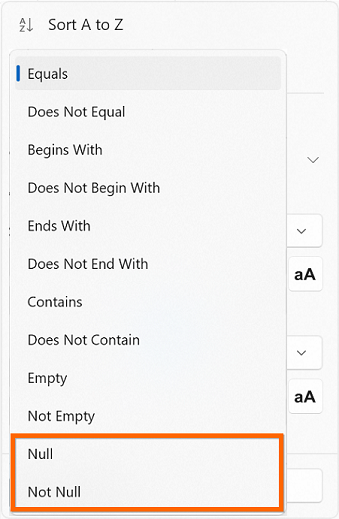 Sort A to Z
Equals
Does Not Equal
Begins With
Does Not Begin With
Ends With
Does Not End With
aA
Contains
Does Not Contain
Empty
aA
Not Empty
Null
Not Null